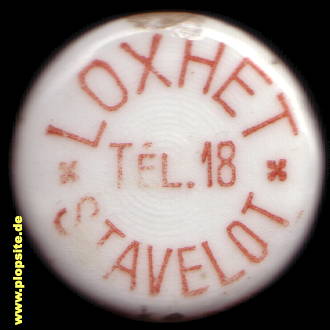 LOXHET
TÉL. 18
* STAVELOT *
www.plopsite.de